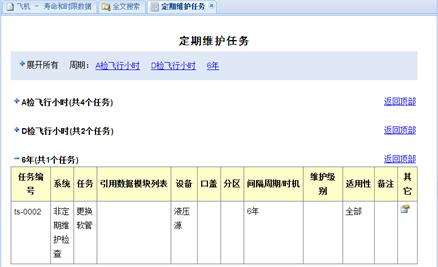 飞机 - 寿命和时限数据 全文搜索 定期维护任务
定期维护任务
展开所有 周期: A检飞行小时 D检飞行小时 6年
A检飞行小时(共4个任务) 返回顶部
D检飞行小时(共2个任务) 返回顶部
6年(共1个任务) 返回顶部
任务编号 系统 任务 引用数据模块列表 设备 口盖 分区 间隔周期/时机 维护级别 适用性 备注 其它
ts-0002 非定期维护检查 更换软管 液压源 6年 全部